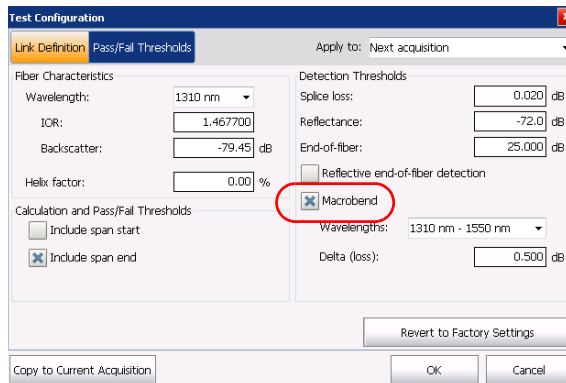 Test Configuration
Link Definition
Pass/Fail Thresholds
Apply to: Next acquisition
Fiber Characteristics
Wavelength: 1310 nm
IOR: 1.467700
Backscatter: -79.45 dB
Helix factor: 0.00 %
Calculation and Pass/Fail Thresholds
Include span start
Include span end
Detection Thresholds
Splice loss: 0.020 dB
Reflectance: -72.0 dB
End-of-fiber: 25.000 dB
Reflective end-of-fiber detection
Macrobend
Wavelengths: 1310 nm - 1550 nm
Delta (loss): 0.500 dB
Revert to Factory Settings
Copy to Current Acquisition
OK
Cancel